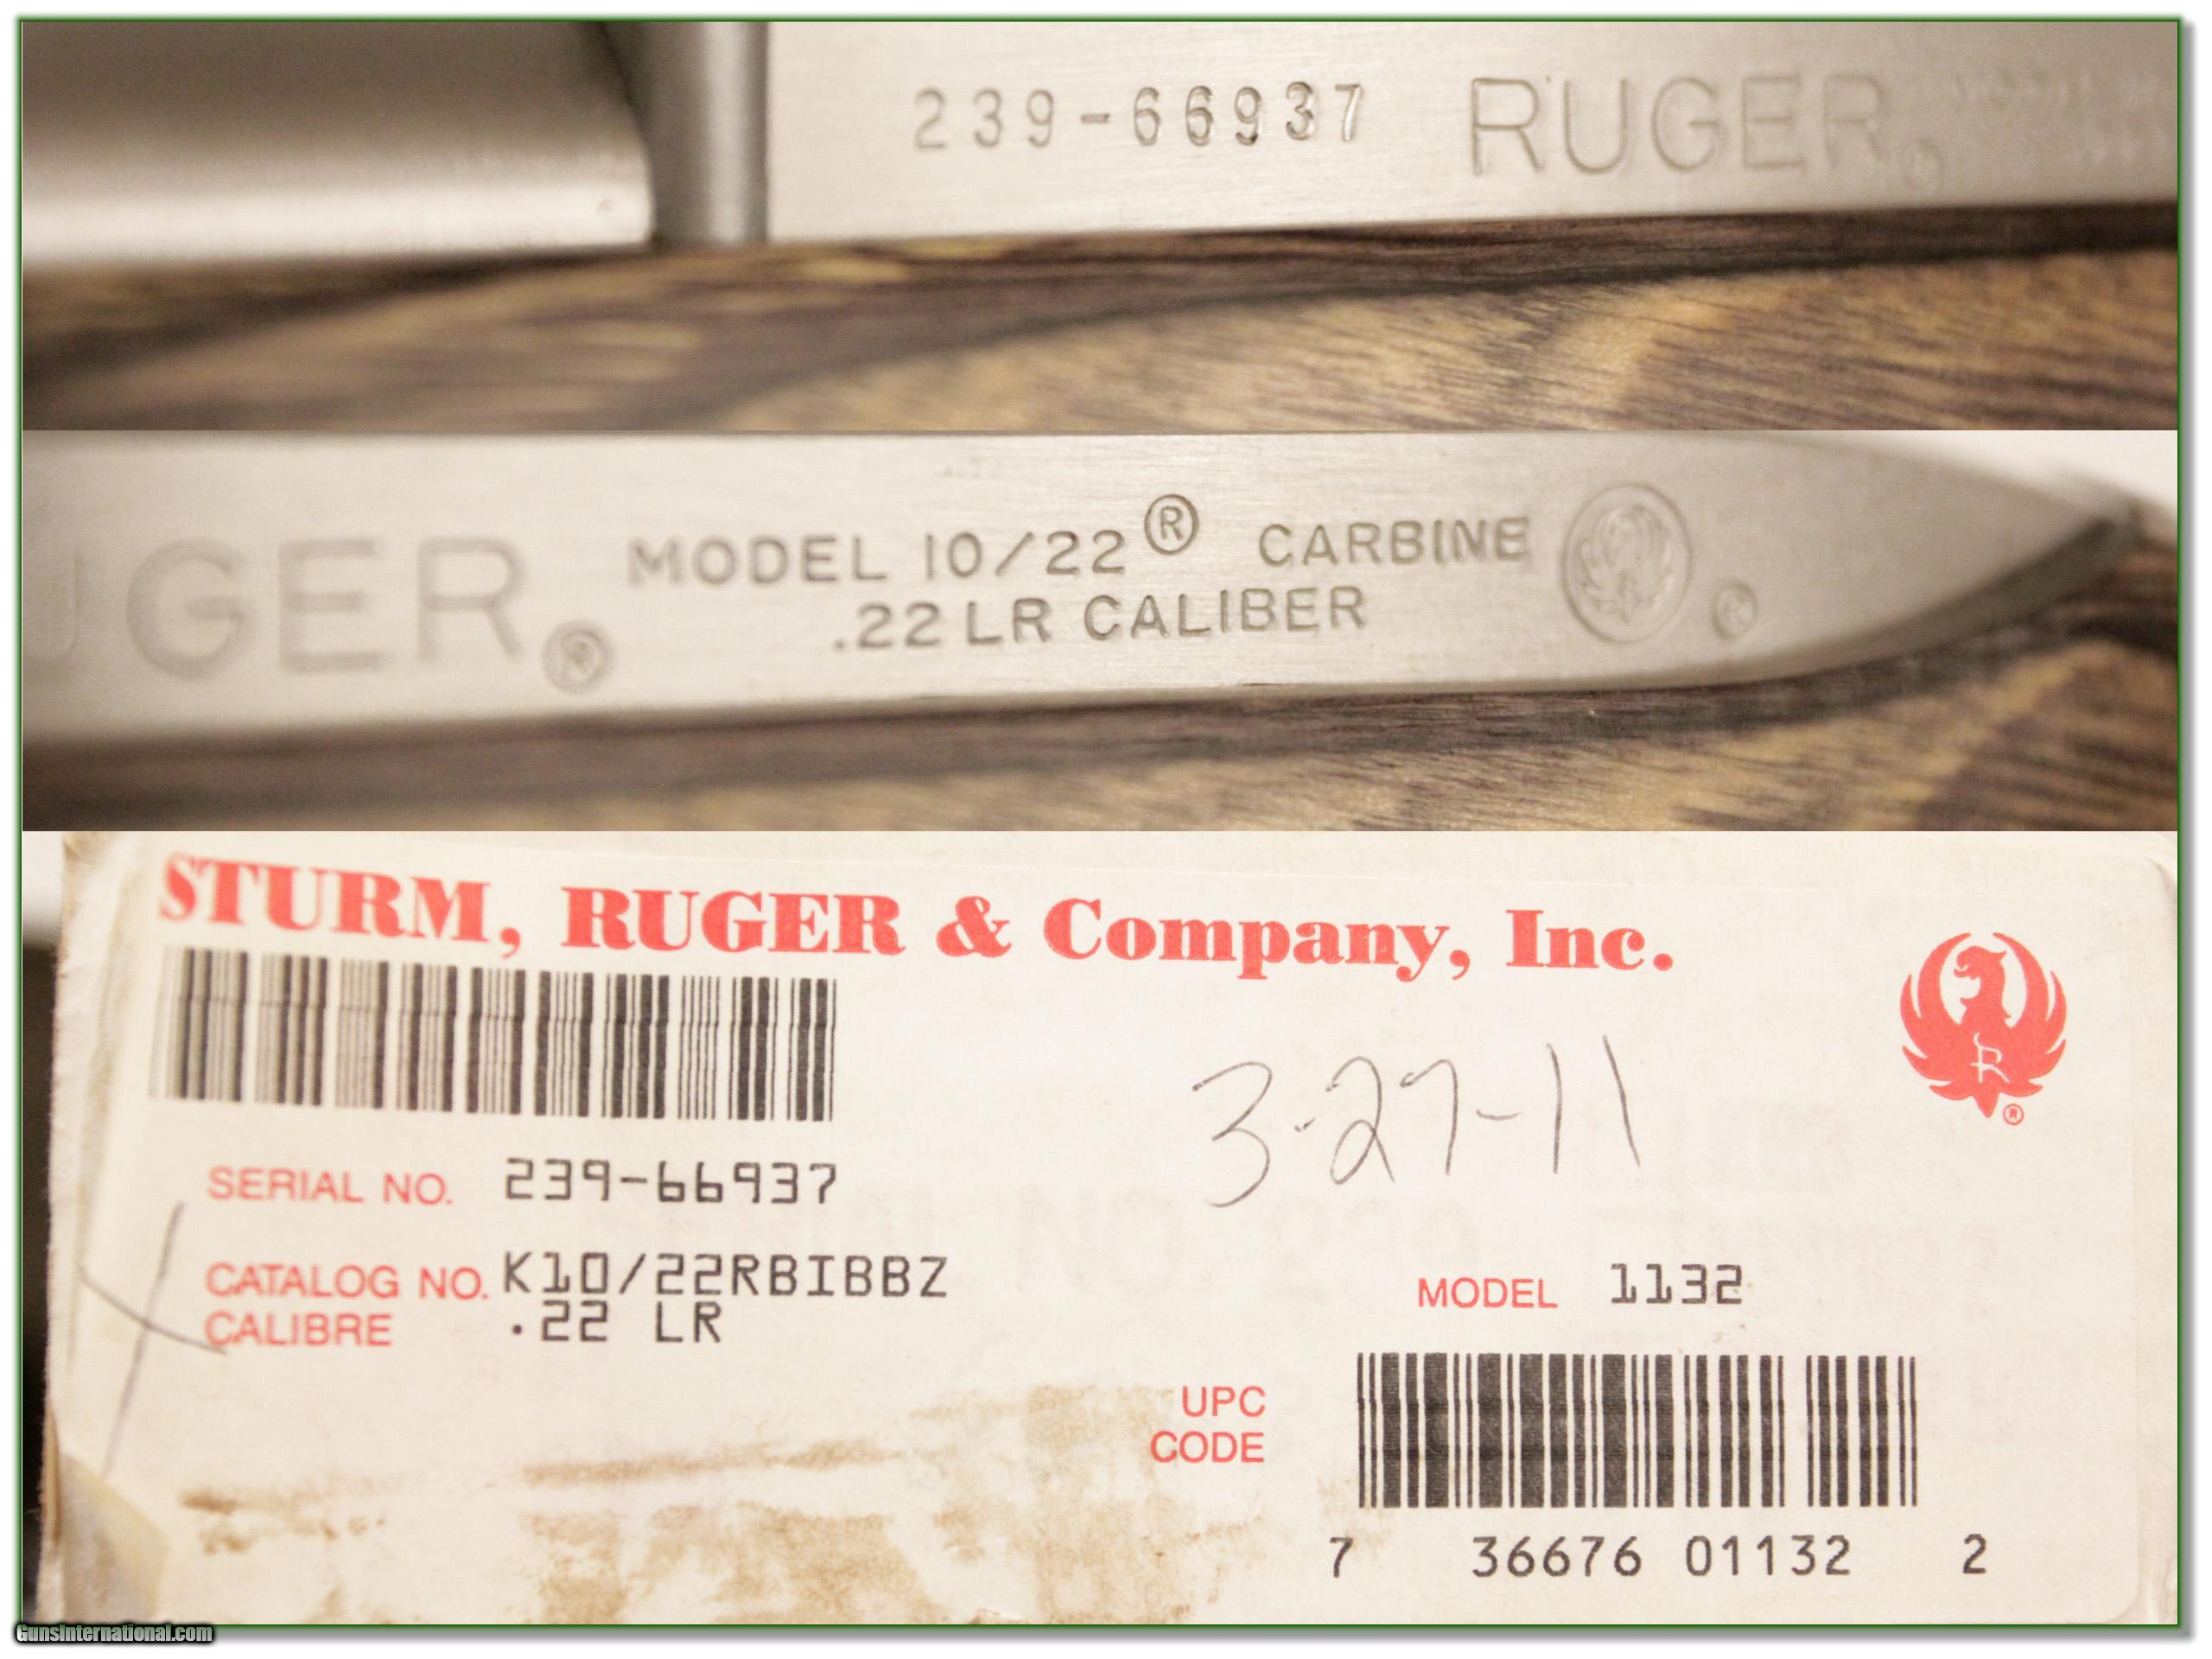 239-66937 RUGER®
UGER® MODEL 10/22® CARBINE ®
.22 LR CALIBER
STURM, RUGER & Company, Inc.
R ®
3-27-11
SERIAL NO. 239-66937
CATALOG NO. K10/22RBIBBZ
MODEL 1132
CALIBRE .22 LR
UPC
CODE
7 36676 01132 2
GunsInternational.com